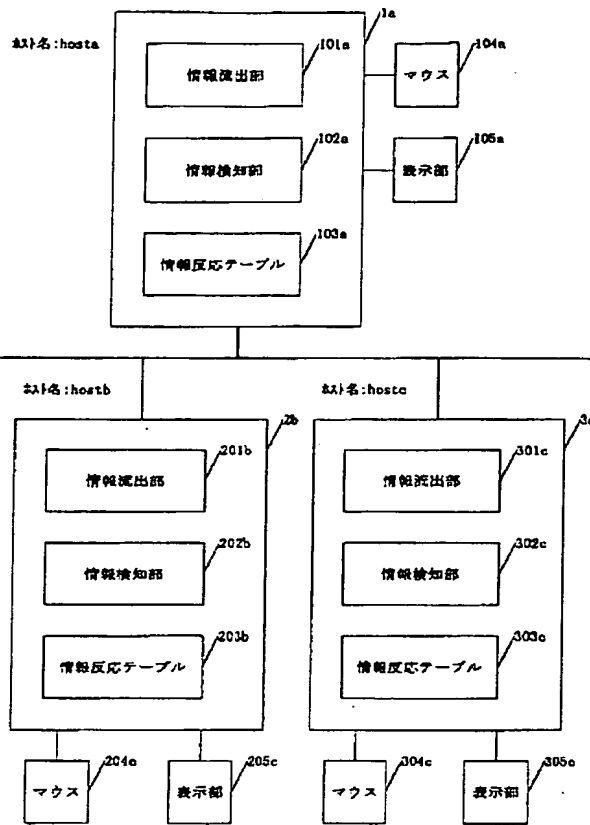 1a
ホスト名:hosta
101a
情報流出部
104a
マウス
102a
情報検知部
105a
表示部
103a
情報反応テーブル
ホスト名:hostb
2b
201b
情報流出部
202b
情報検知部
203b
情報反応テーブル
204c
マウス
205c
表示部
ホスト名:hostc
301c
情報流出部
302c
情報検知部
303c
情報反応テーブル
304c
マウス
305c
表示部